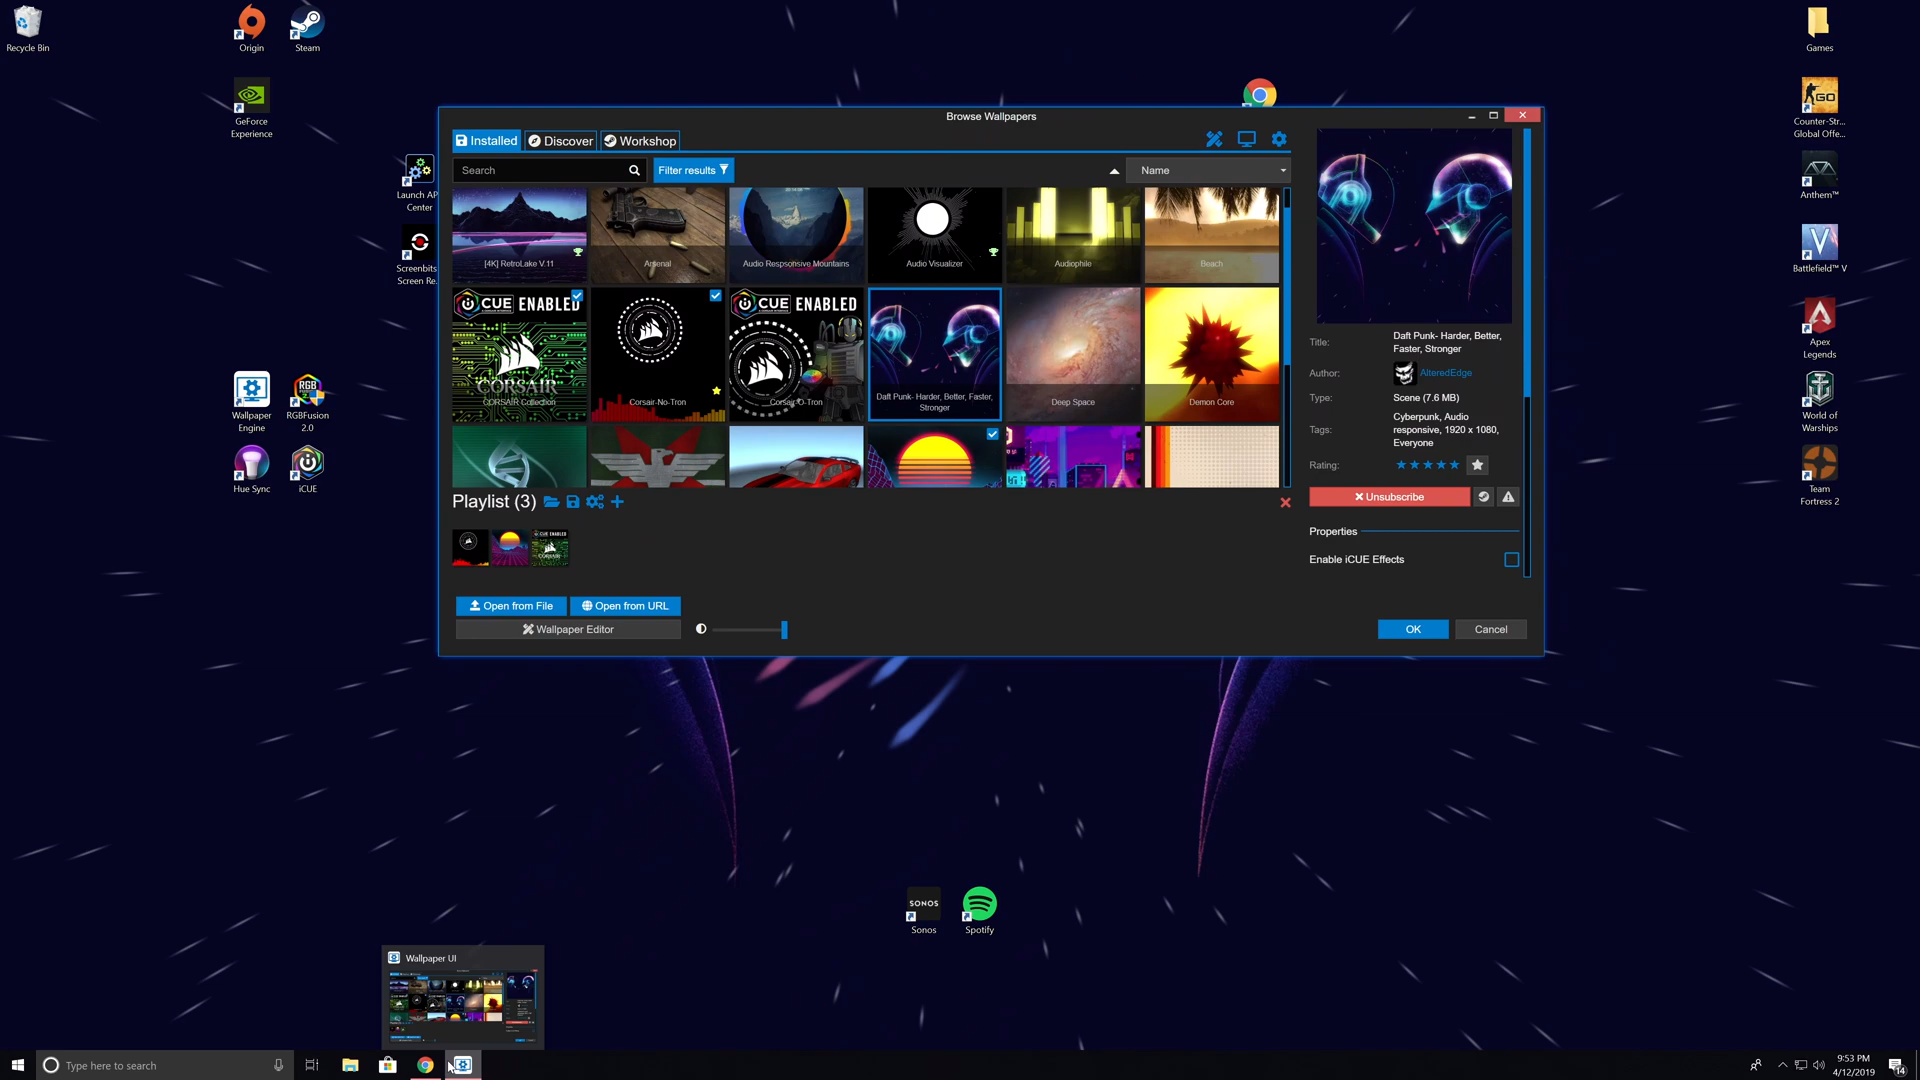 Recycle Bin
Origin
Steam
Games
GeForce
Experience
Counter-Str...
Global Offe...
Launch AP
Center
Anthem™
Screenbits
Screen Re.
Battlefield™ V
Apex
Legends
Wallpaper
Engine
RGBFusion
2.0
World of
Warships
Hue Sync
iCUE
Team
Fortress 2
Browse Wallpapers
Installed
Discover
Workshop
Search
Filter results
Name
[4K] RetroLake V.11
Arsenal
Audio Respsonsive Mountains
Audio Visualizer
Audiophile
Beach
CUE ENABLED
CORSAIR
CORSAIR Collection
Corsair-No-Tron
CUE ENABLED
Corsair-O-Tron
Daft Punk- Harder, Better, Faster,
Stronger
Deep Space
Demon Core
Title:
Daft Punk- Harder, Better,
Faster, Stronger
Author:
AlteredEdge
Type:
Scene (7.6 MB)
Tags:
Cyberpunk, Audio
responsive, 1920 x 1080,
Everyone
Rating:
Unsubscribe
Properties
Enable iCUE Effects
Playlist (3)
CUE ENABLED
CORSAIR
Open from File
Open from URL
Wallpaper Editor
OK
Cancel
SONOS
Sonos
Spotify
Wallpaper UI
Type here to search
9:53 PM
4/12/2019
14